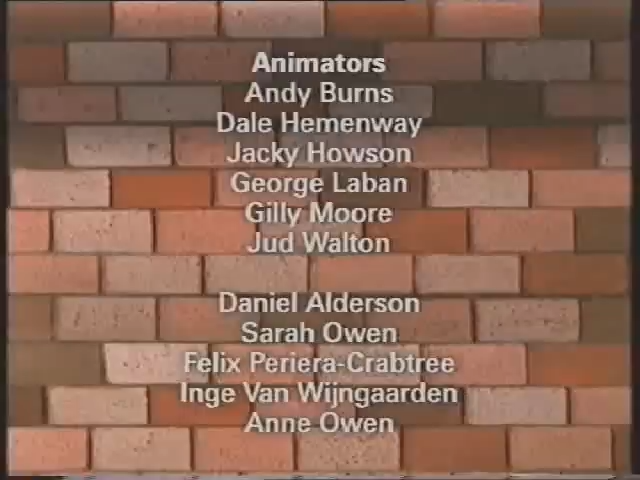 Animators
Andy Burns
Dale Hemenway
Jacky Howson
George Laban
Gilly Moore
Jud Walton
Daniel Alderson
Sarah Owen
Felix Periera-Crabtree
Inge Van Wijngaarden
Anne Owen